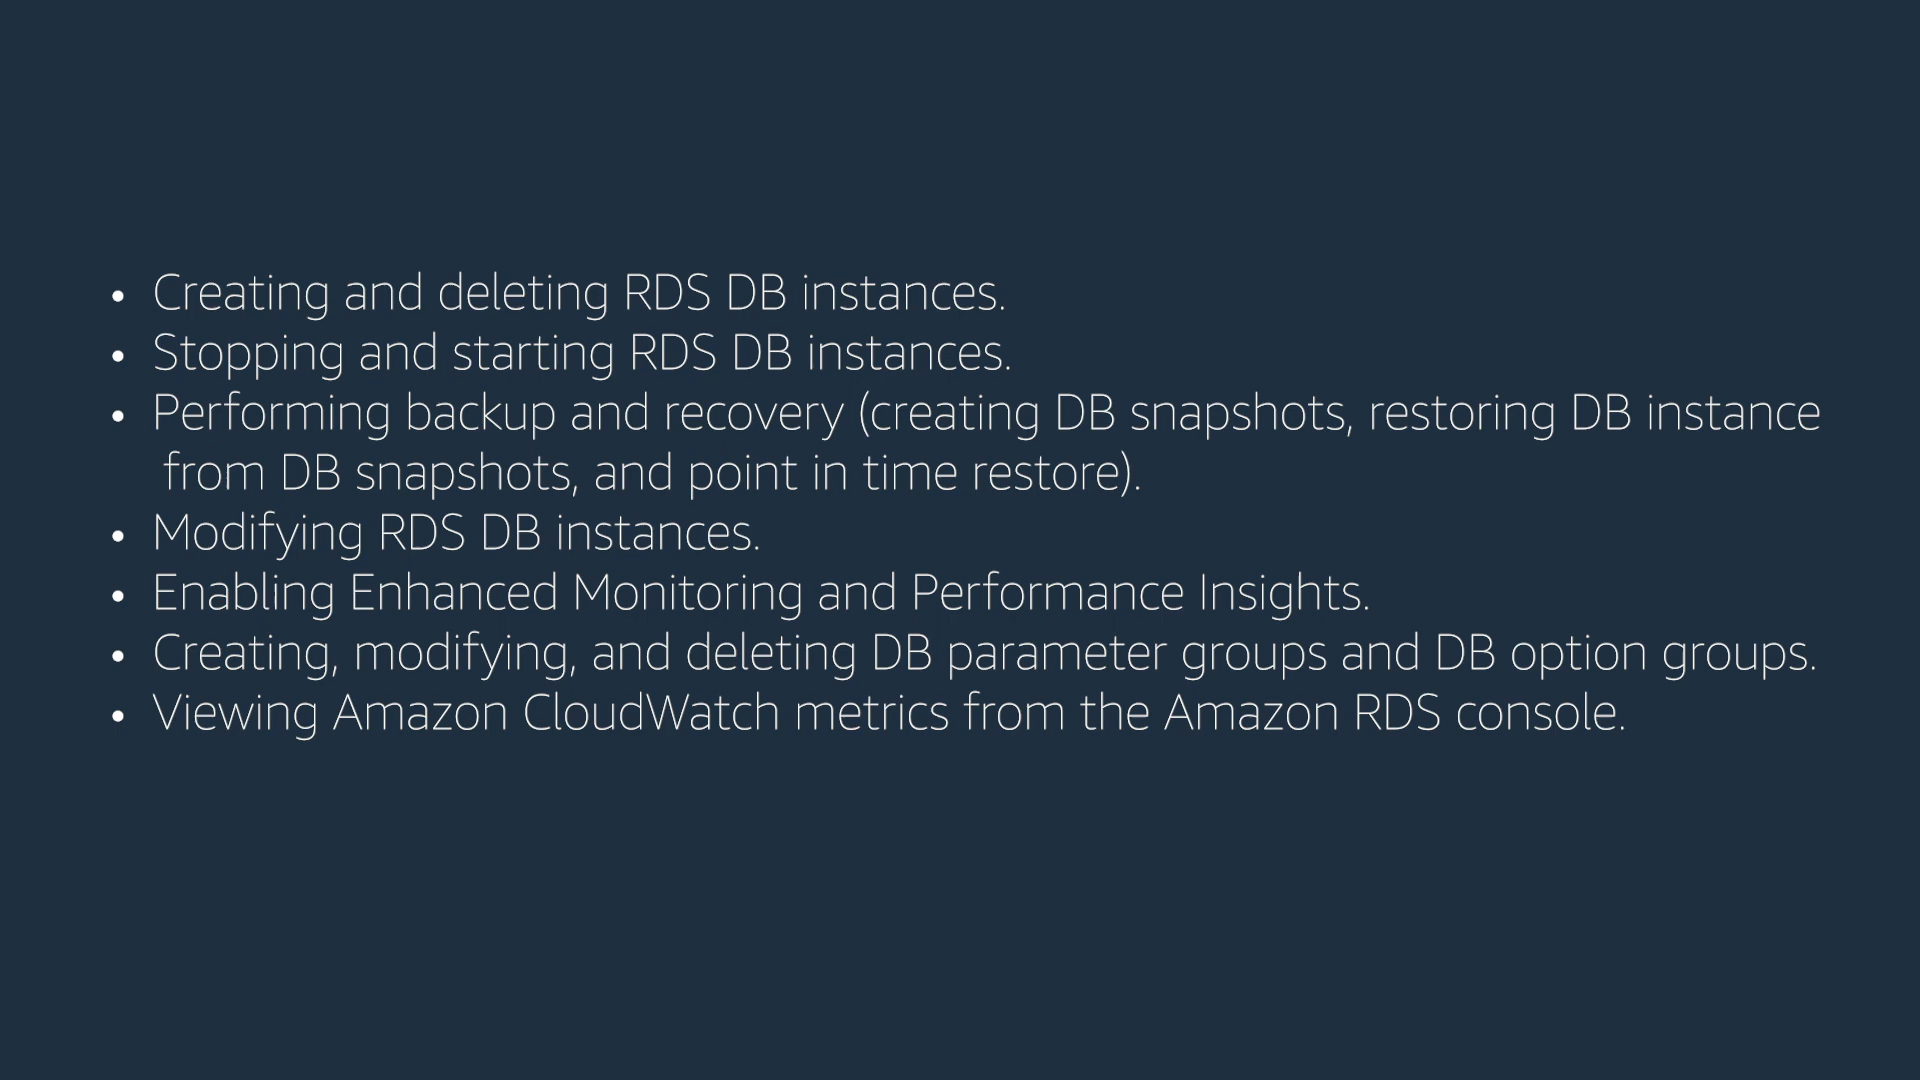 • Creating and deleting RDS DB instances.
• Stopping and starting RDS DB instances.
• Performing backup and recovery (creating DB snapshots, restoring DB instance
from DB snapshots, and point in time restore).
• Modifying RDS DB instances.
• Enabling Enhanced Monitoring and Performance Insights.
• Creating, modifying, and deleting DB parameter groups and DB option groups.
• Viewing Amazon CloudWatch metrics from the Amazon RDS console.